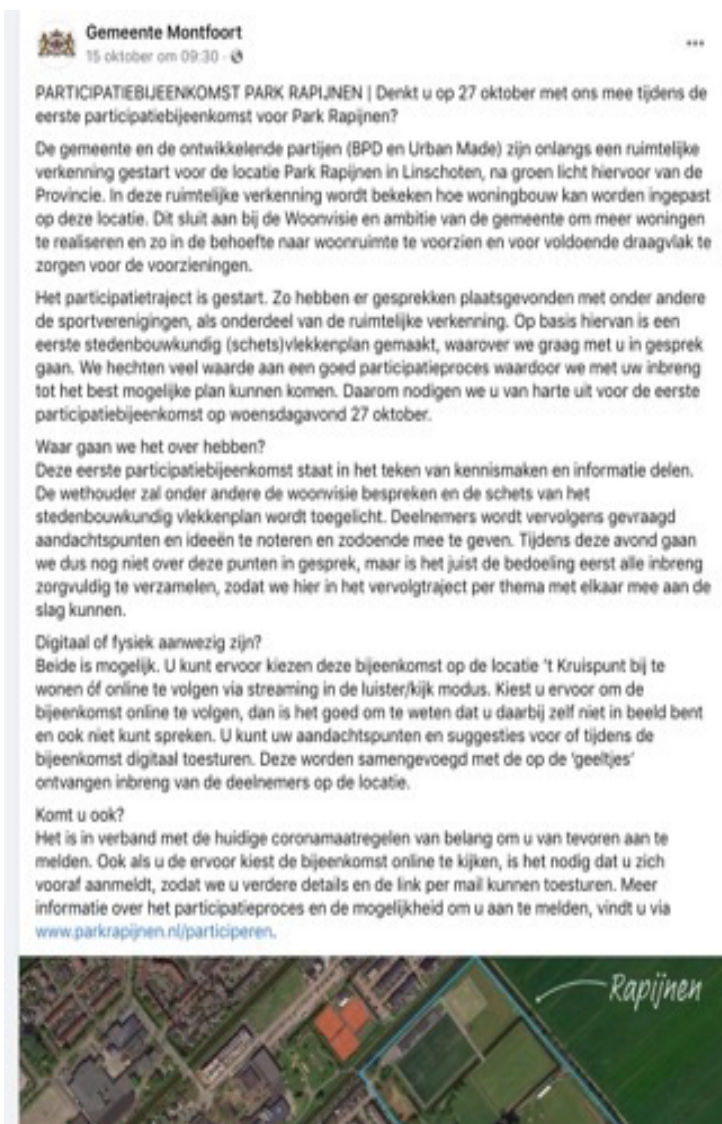 Gemeente Montfoort
15 oktober om 09:30 ·
PARTICIPATIEBIJEENKOMST PARK RAPIJNEN | Denkt u op 27 oktober met ons mee tijdens de
eerste participatiebijeenkomst voor Park Rapijnen?
De gemeente en de ontwikkelende partijen (BPD en Urban Made) zijn onlangs een ruimtelijke
verkenning gestart voor de locatie Park Rapijnen in Linschoten, na groen licht hiervoor van de
Provincie. In deze ruimtelijke verkenning wordt bekeken hoe woningbouw kan worden ingepast
op deze locatie. Dit sluit aan bij de Woonvisie en ambitie van de gemeente om meer woningen
te realiseren en zo in de behoefte naar woonruimte te voorzien en voor voldoende draagvlak te
zorgen voor de voorzieningen.
Het participatietraject is gestart. Zo hebben er gesprekken plaatsgevonden met onder andere
de sportverenigingen, als onderdeel van de ruimtelijke verkenning. Op basis hiervan is een
eerste stedenbouwkundig (schets)vlekkenplan gemaakt, waarover we graag met u in gesprek
gaan. We hechten veel waarde aan een goed participatieproces waardoor we met uw inbreng
tot het best mogelijke plan kunnen komen. Daarom nodigen we u van harte uit voor de eerste
participatiebijeenkomst op woensdagavond 27 oktober.
Waar gaan we het over hebben?
Deze eerste participatiebijeenkomst staat in het teken van kennismaken en informatie delen.
De wethouder zal onder andere de woonvisie bespreken en de schets van het
stedenbouwkundig vlekkenplan wordt toegelicht. Deelnemers wordt vervolgens gevraagd
aandachtspunten en ideeën te noteren en zodoende mee te geven. Tijdens deze avond gaan
we dus nog niet over deze punten in gesprek, maar is het juist de bedoeling eerst alle inbreng
zorgvuldig te verzamelen, zodat we hier in het vervolgtraject per thema met elkaar mee aan de
slag kunnen.
Digitaal of fysiek aanwezig zijn?
Beide is mogelijk. U kunt ervoor kiezen deze bijeenkomst op de locatie 't Kruispunt bij te
wonen óf online te volgen via streaming in de luister/kijk modus. Kiest u ervoor om de
bijeenkomst online te volgen, dan is het goed om te weten dat u daarbij zelf niet in beeld bent
en ook niet kunt spreken. U kunt uw aandachtspunten en suggesties voor of tijdens de
bijeenkomst digitaal toesturen. Deze worden samengevoegd met de op de 'geeltjes'
ontvangen inbreng van de deelnemers op de locatie.
Komt u ook?
Het is in verband met de huidige coronamaatregelen van belang om u van tevoren aan te
melden. Ook als u de ervoor kiest de bijeenkomst online te kijken, is het nodig dat u zich
vooraf aanmeldt, zodat we u verdere details en de link per mail kunnen toesturen. Meer
informatie over het participatieproces en de mogelijkheid om u aan te melden, vindt u via
www.parkrapijnen.nl/participeren.
Rapijnen